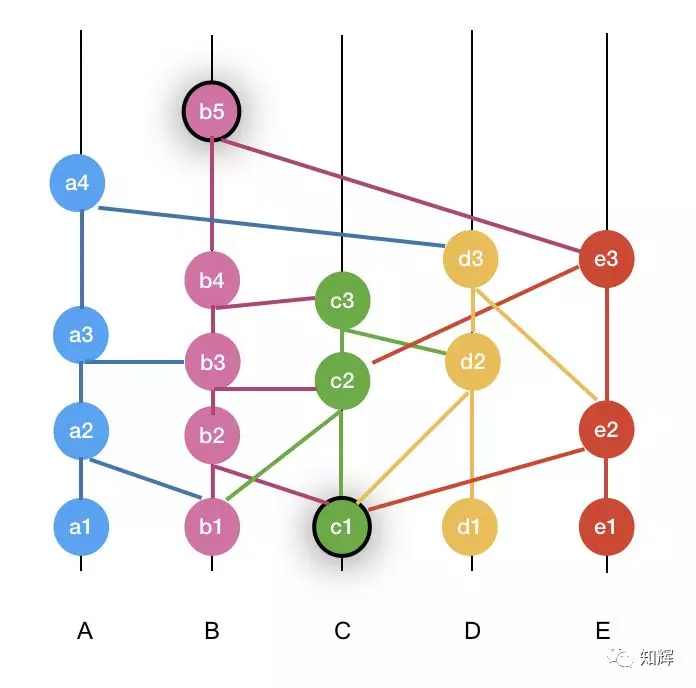 b5
a4
d3 e3
b4
c3
a3
b3 d2
c2
a2 b2 e2
a1 b1 c1 d1 e1
A B C D E
知辉